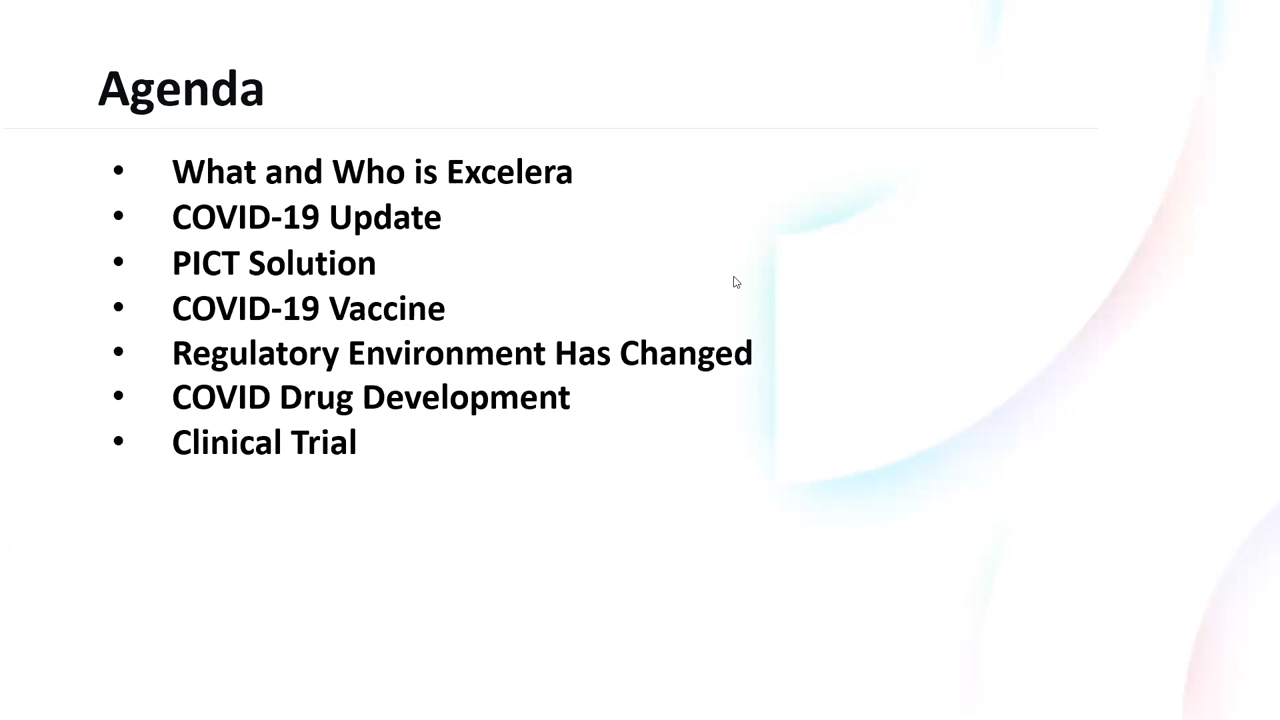 Agenda
• What and Who is Excelera
• COVID-19 Update
• PICT Solution
• COVID-19 Vaccine
• Regulatory Environment Has Changed
• COVID Drug Development
• Clinical Trial